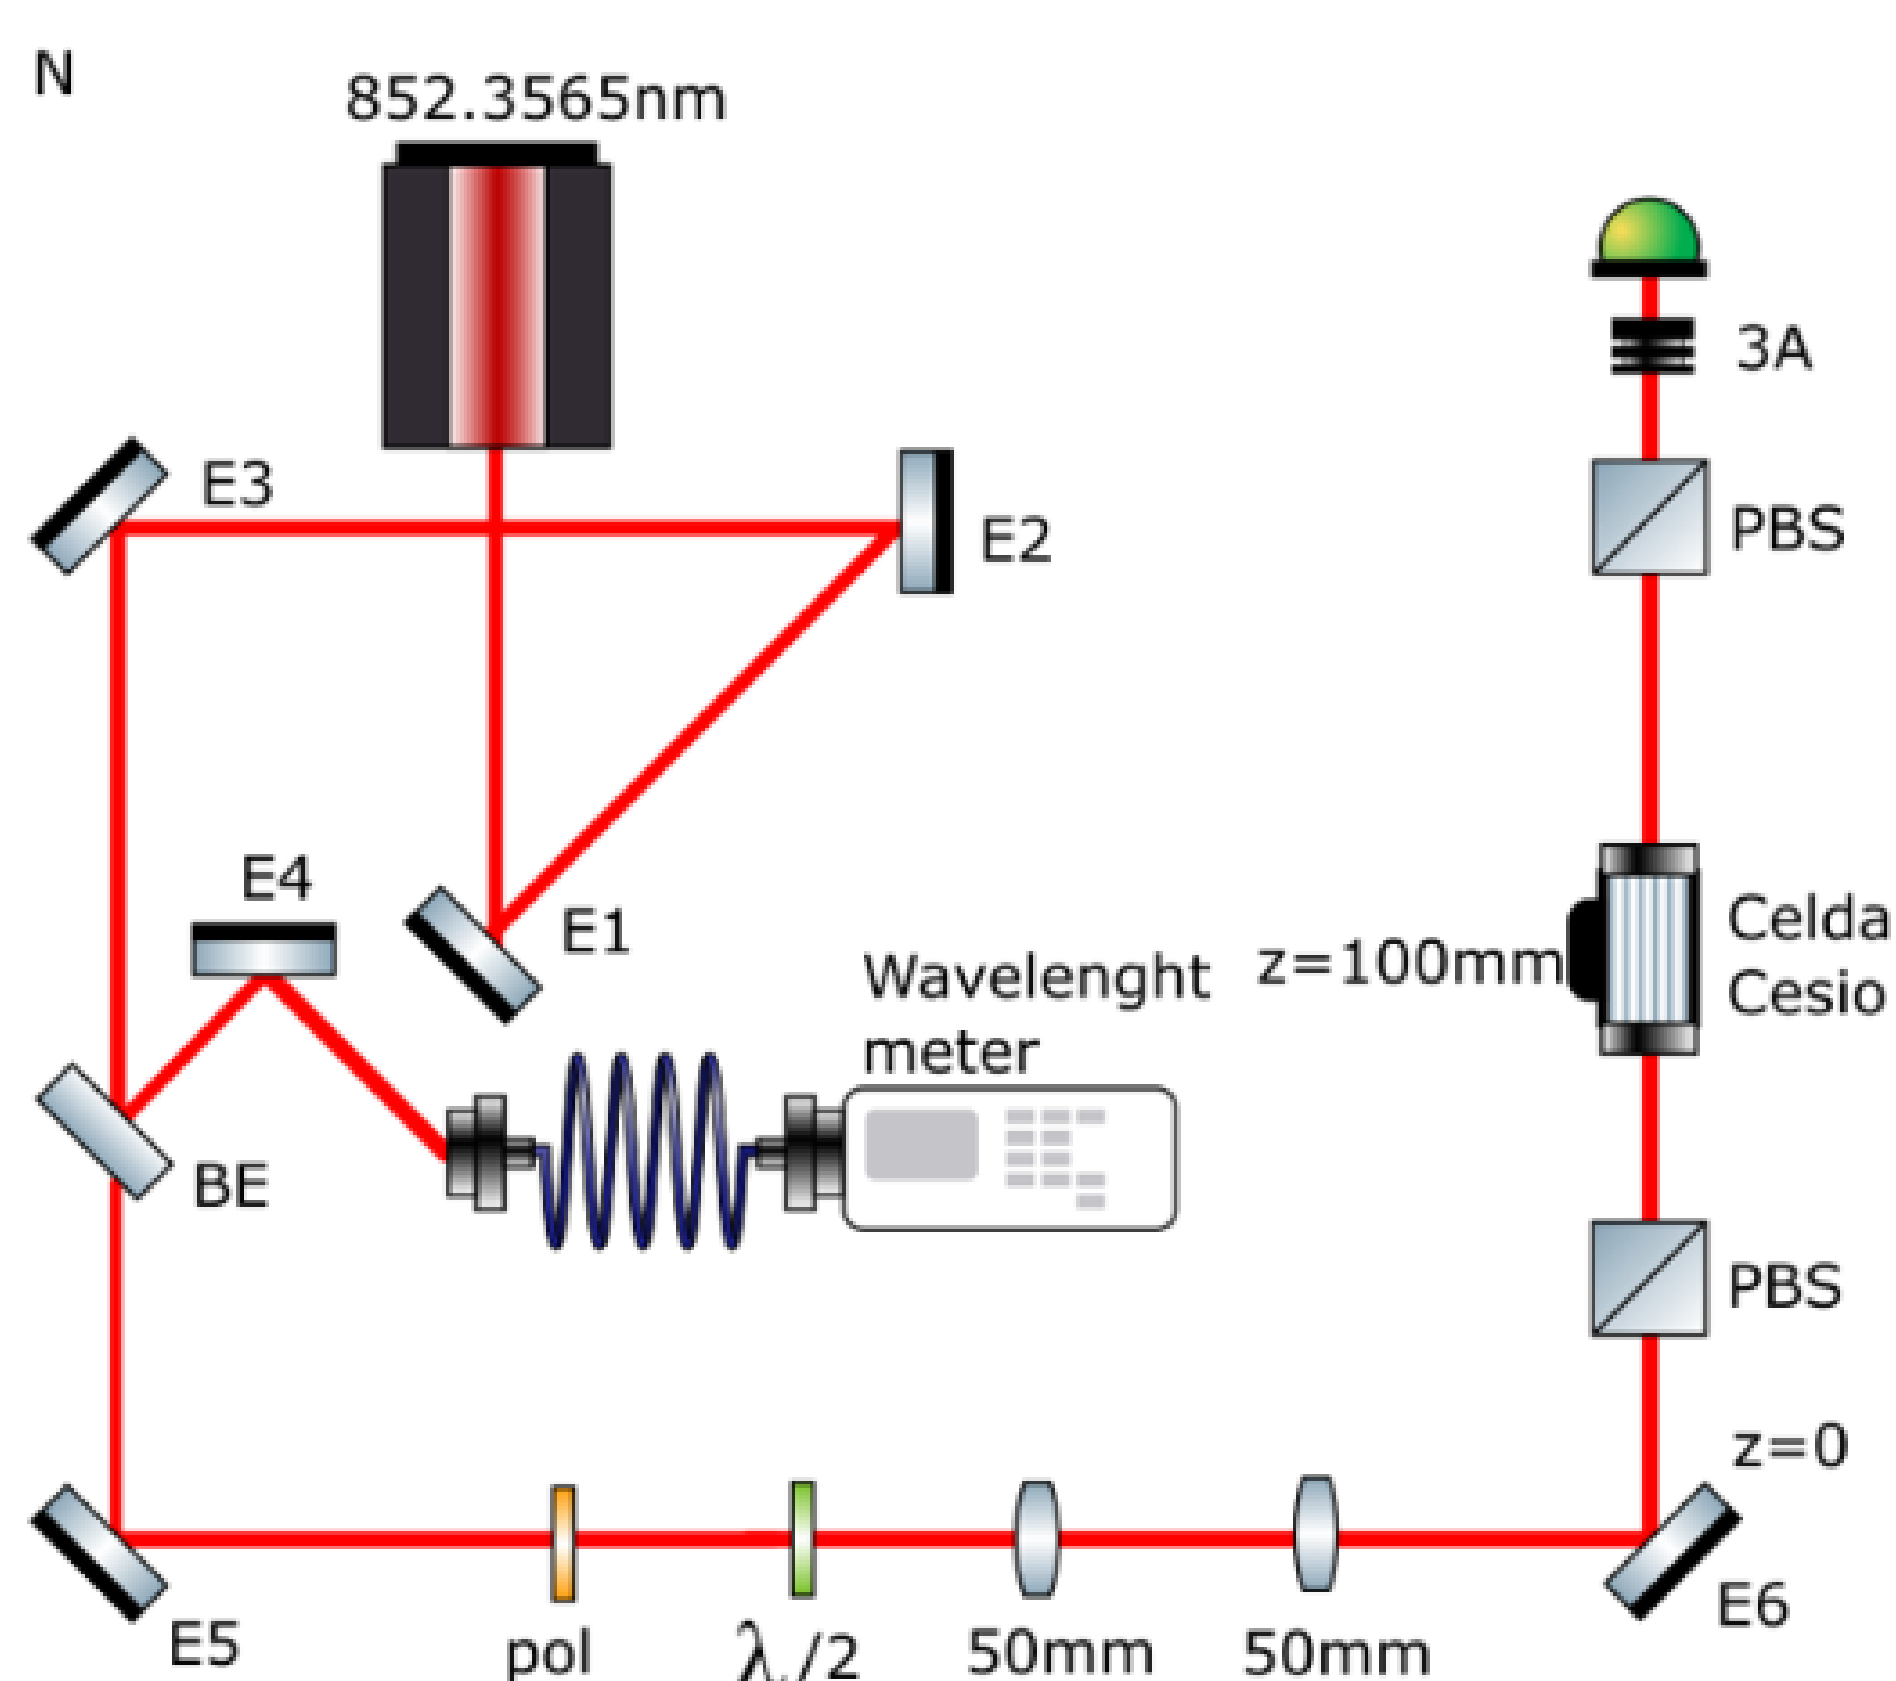 N
852.3565nm
3A
E3
E2
PBS
E4
E1
Wavelenght
meter
z=100mm
Celda
Cesio
BE
PBS
z=0
E5
pol
λ/2
50mm
50mm
E6